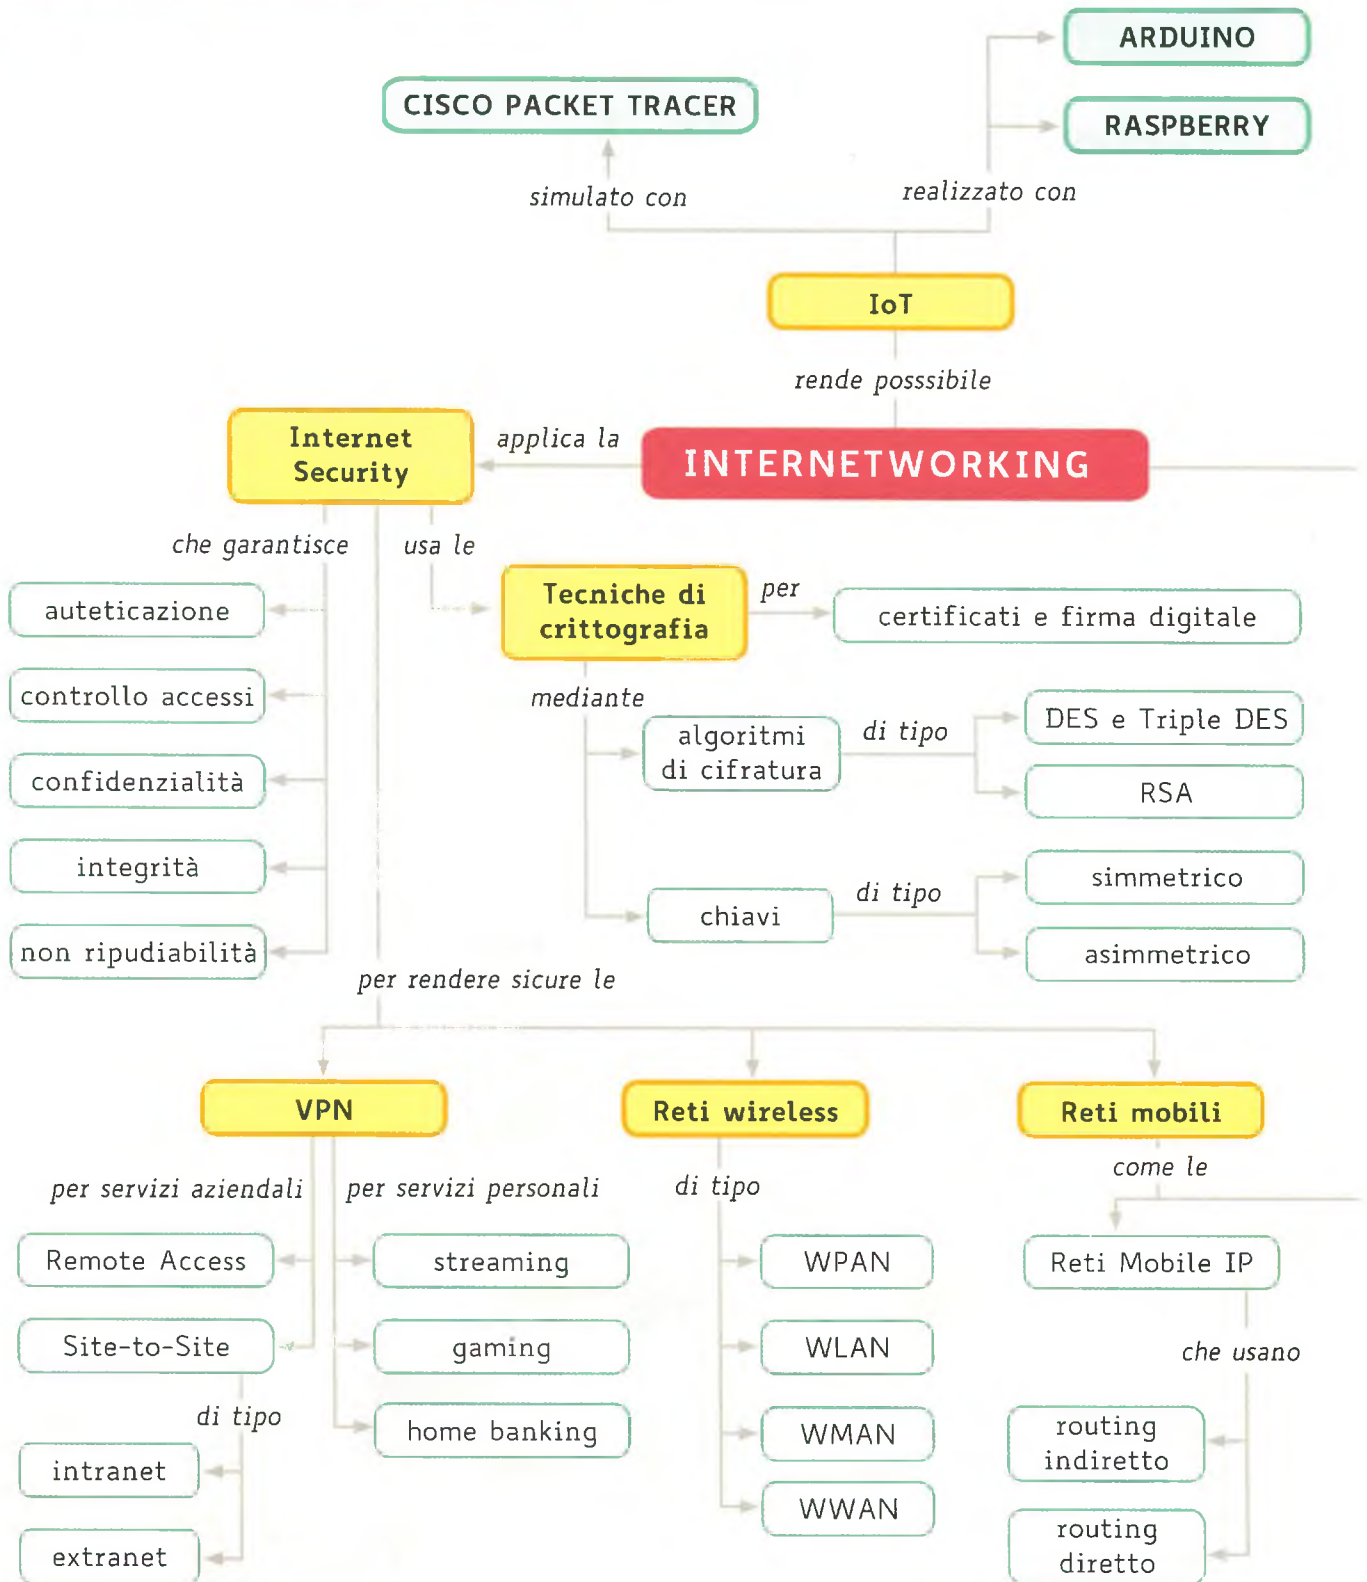 ARDUINO
CISCO PACKET TRACER
RASPBERRY
simulato con
realizzato con
IoT
rende posssibile
Internet
Security
applica la
INTERNETWORKING
che garantisce
usa le
auteticazione
controllo accessi
confidenzialità
integrità
non ripudiabilità
Tecniche di
crittografia
per
certificati e firma digitale
mediante
algoritmi
di cifratura
di tipo
DES e Triple DES
RSA
chiavi
di tipo
simmetrico
asimmetrico
per rendere sicure le
VPN
Reti wireless
Reti mobili
per servizi aziendali
per servizi personali
di tipo
come le
Remote Access
Site-to-Site
di tipo
intranet
extranet
streaming
gaming
home banking
WPAN
WLAN
WMAN
WWAN
Reti Mobile IP
che usano
routing
indiretto
routing
diretto